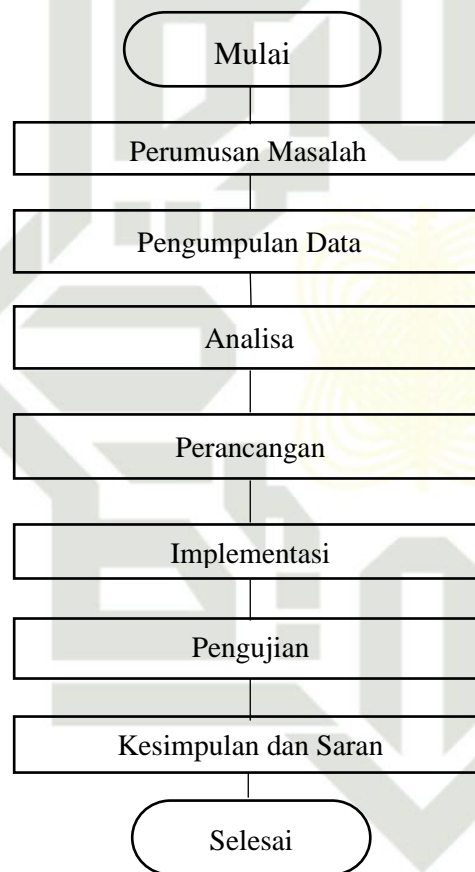 Mulai
Perumusan Masalah
Pengumpulan Data
Analisa
Perancangan
Implementasi
Pengujian
Kesimpulan dan Saran
Selesai